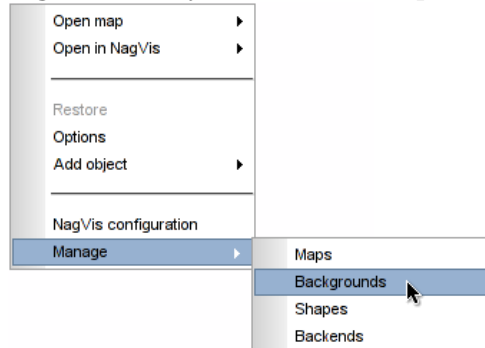 Open map
Open in NagVis
Restore
Options
Add object
NagVis configuration
Manage
Maps
Backgrounds
Shapes
Backends